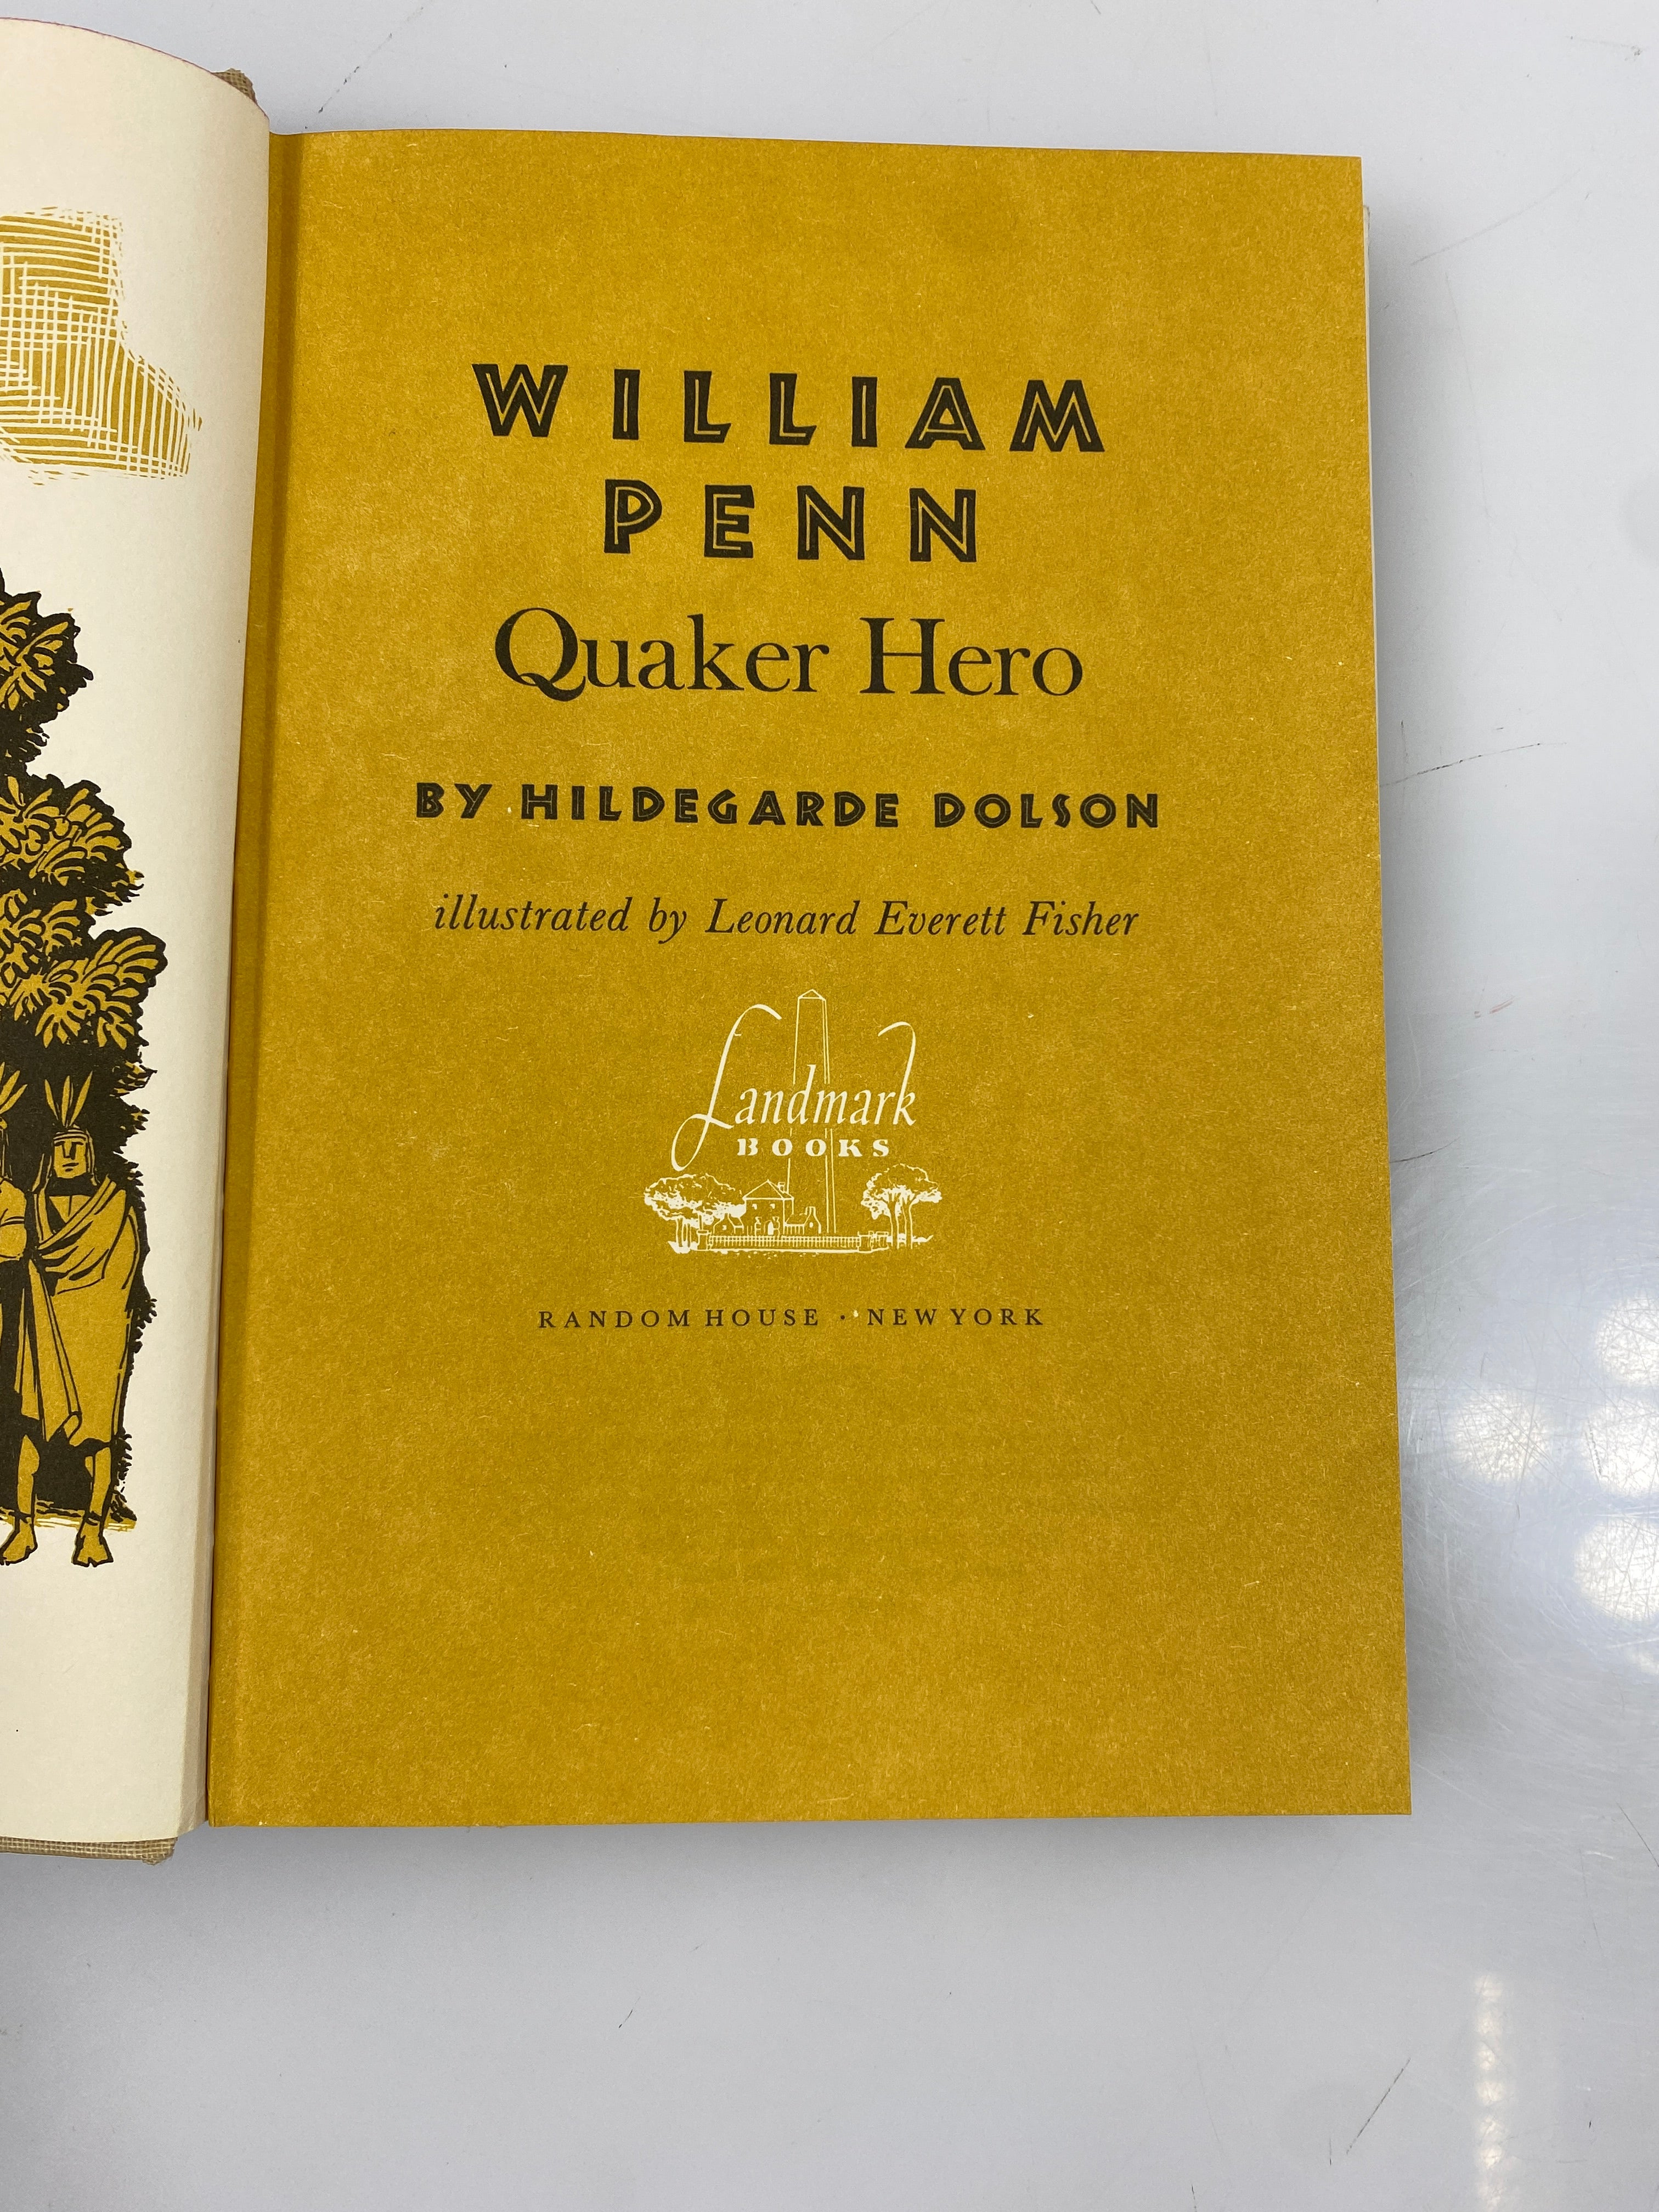 WILLIAM
PENN
Quaker Hero
BY HILDEGARDE DOLSON
illustrated by Leonard Everett Fisher
Landmark
BOOKS
RANDOM HOUSE · NEW YORK